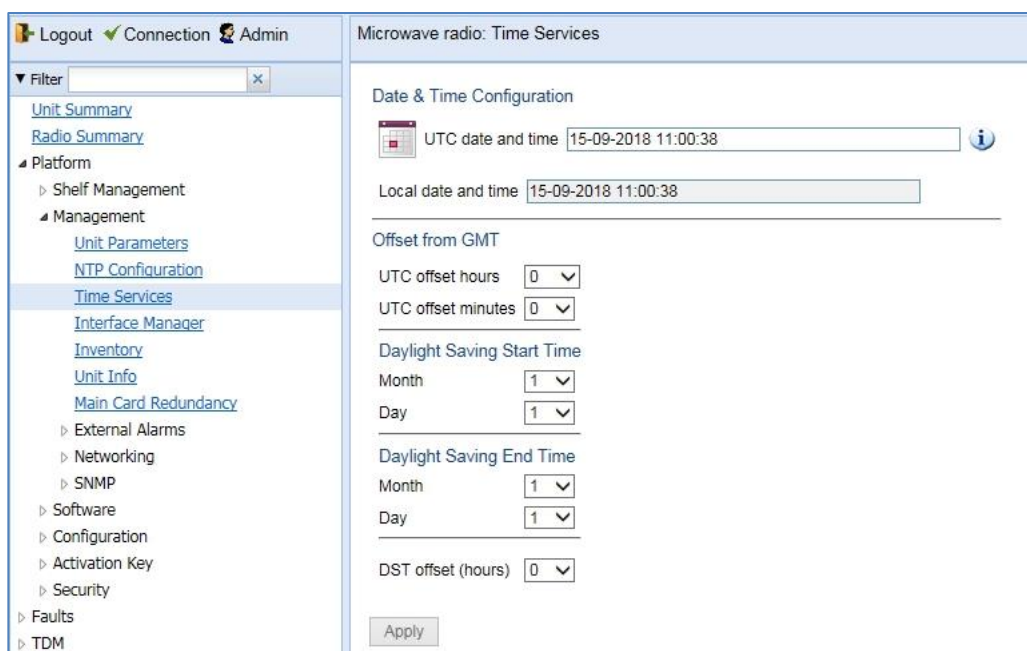 Logout Connection Admin
Filter
Unit Summary
Radio Summary
Platform
Shelf Management
Management
Unit Parameters
NTP Configuration
Time Services
Interface Manager
Inventory
Unit Info
Main Card Redundancy
External Alarms
Networking
SNMP
Software
Configuration
Activation Key
Security
Faults
TDM
Microwave radio: Time Services
Date & Time Configuration
UTC date and time 15-09-2018 11:00:38
Local date and time 15-09-2018 11:00:38
Offset from GMT
UTC offset hours 0
UTC offset minutes 0
Daylight Saving Start Time
Month 1
Day 1
Daylight Saving End Time
Month 1
Day 1
DST offset (hours) 0
Apply